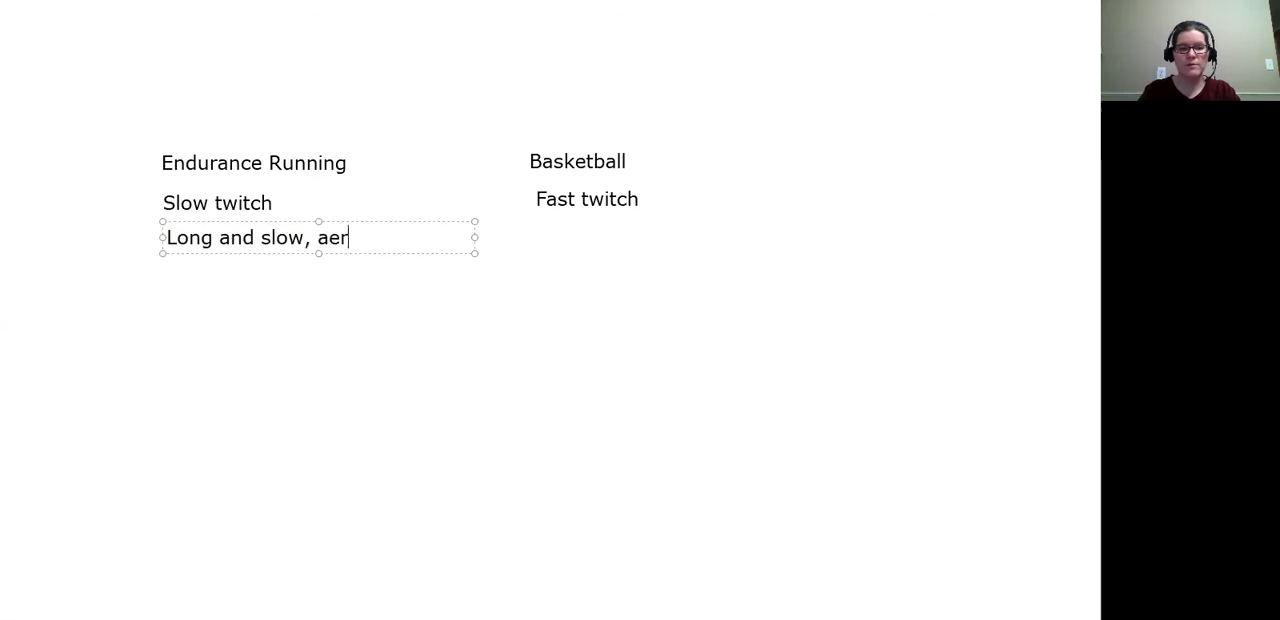 Endurance Running
Basketball
Slow twitch
Fast twitch
Long and slow, aer